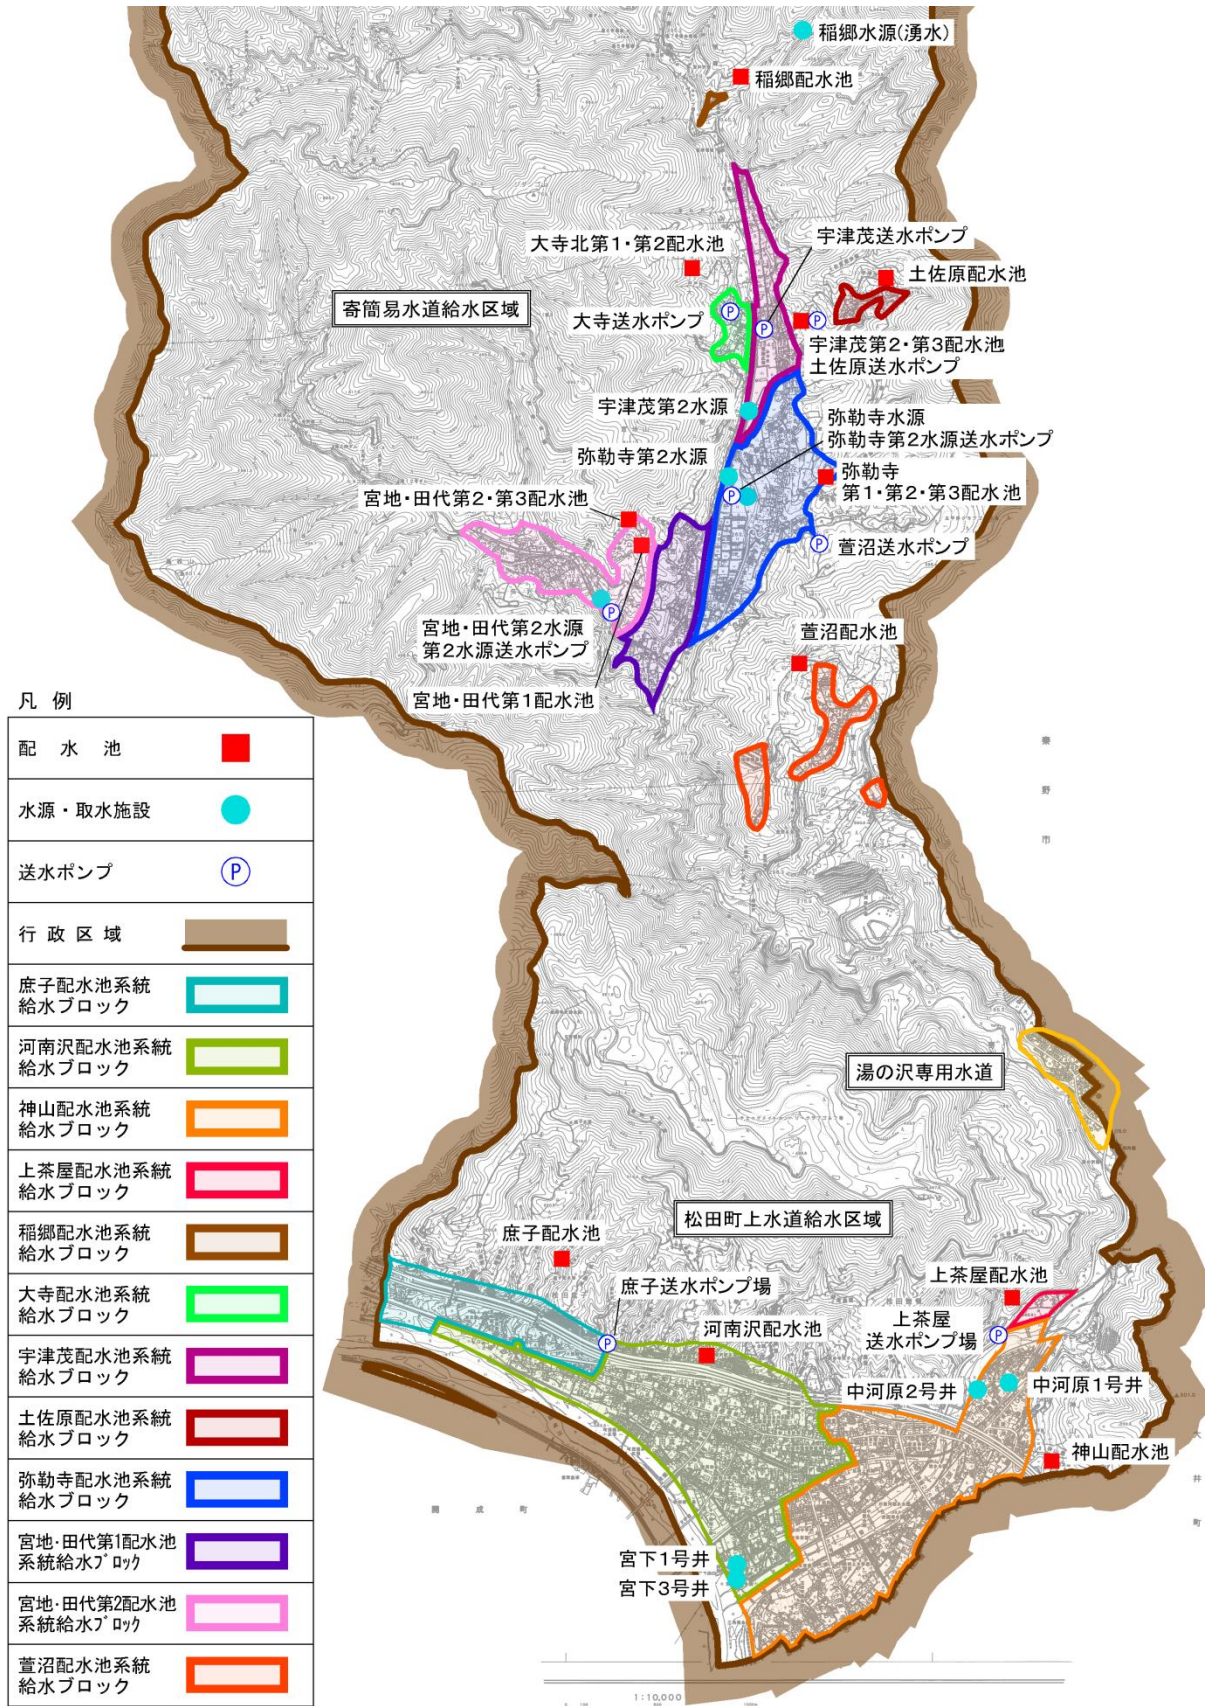 稲郷水源(湧水)
稲郷配水池
宇津茂送水ポンプ
大寺北第1・第2配水池
土佐原配水池
寄簡易水道給水区域
大寺送水ポンプ
宇津茂第2・第3配水池
土佐原送水ポンプ
宇津茂第2水源
弥勒寺水源
弥勒寺第2水源送水ポンプ
弥勒寺第2水源
弥勒寺
第1・第2・第3配水池
宮地・田代第2・第3配水池
萱沼送水ポンプ
宮地・田代第2水源
第2水源送水ポンプ
萱沼配水池
宮地・田代第1配水池
秦野市
湯の沢専用水道
松田町上水道給水区域
庶子配水池
庶子送水ポンプ場
上茶屋配水池
河南沢配水池
上茶屋
送水ポンプ場
中河原2号井
中河原1号井
神山配水池
大井町
開成町
宮下1号井
宮下3号井
1:10,000
凡例
配水池
水源・取水施設
送水ポンプ
P
行政区域
庶子配水池系統
給水ブロック
河南沢配水池系統
給水ブロック
神山配水池系統
給水ブロック
上茶屋配水池系統
給水ブロック
稲郷配水池系統
給水ブロック
大寺配水池系統
給水ブロック
宇津茂配水池系統
給水ブロック
土佐原配水池系統
給水ブロック
弥勒寺配水池系統
給水ブロック
宮地・田代第1配水池
系統給水ブロック
宮地・田代第2配水池
系統給水ブロック
萱沼配水池系統
給水ブロック